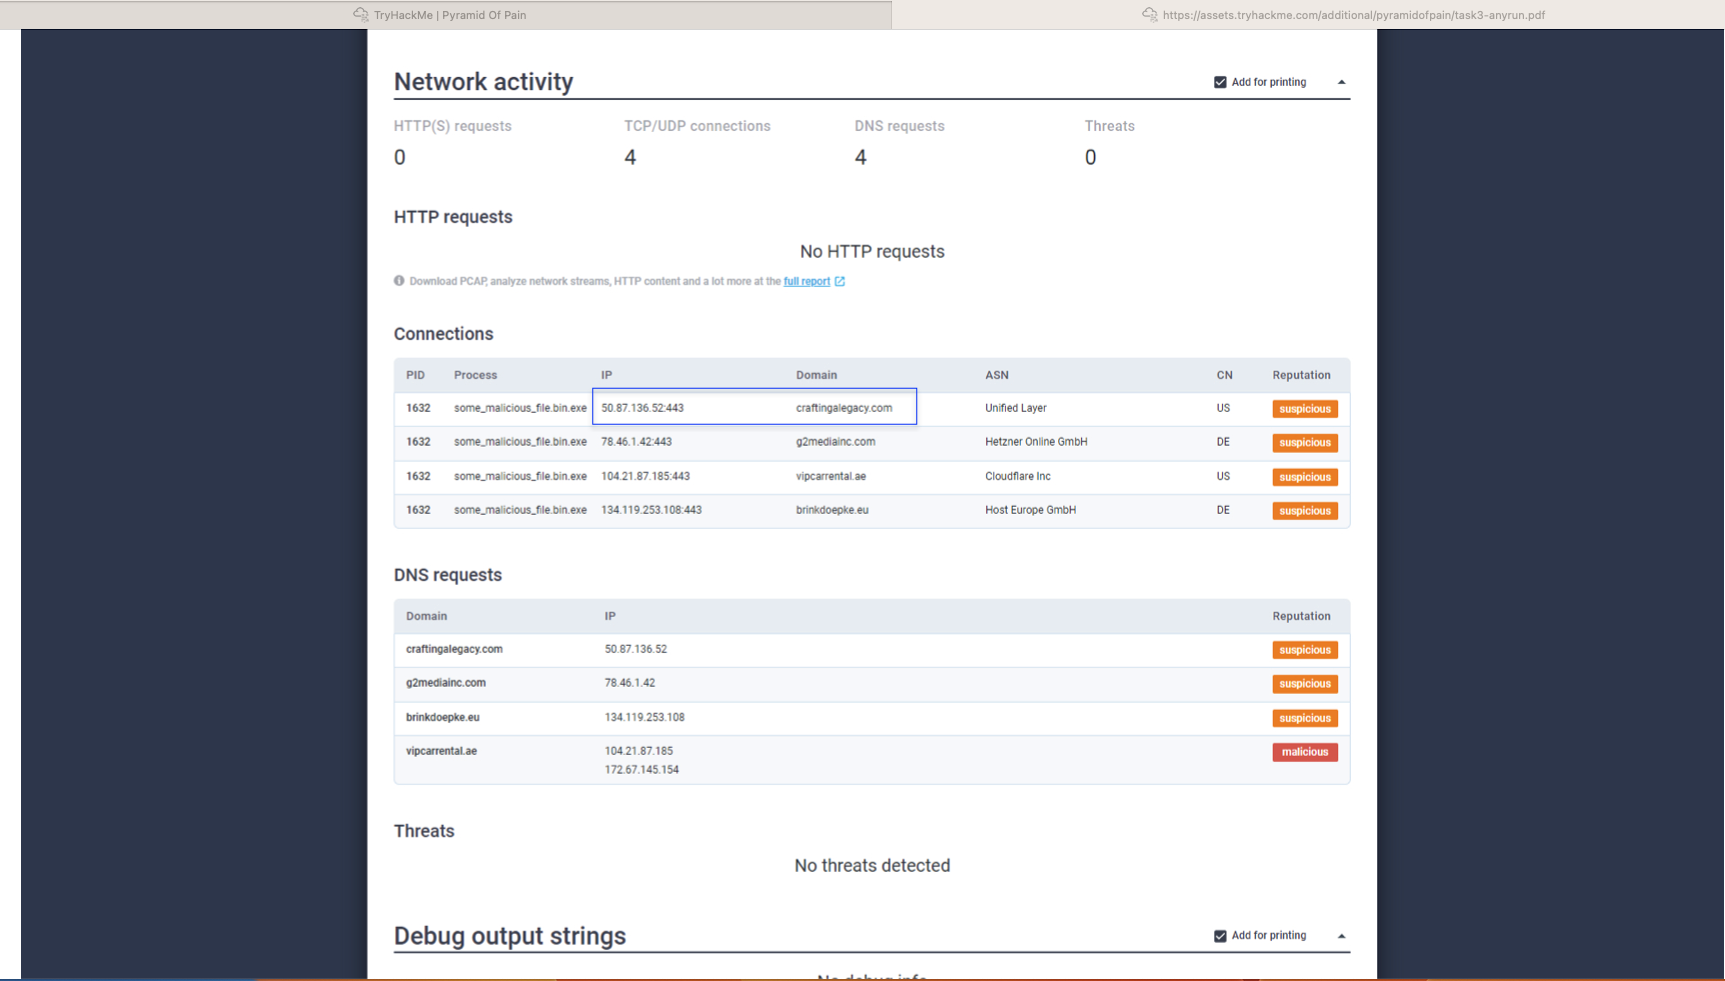 TryHackMe | Pyramid Of Pain
https://assets.tryhackme.com/additional/pyramidofpain/task3-anyrun.pdf
Network activity
Add for printing
HTTP(S) requests TCP/UDP connections DNS requests Threats
0 4 4 0
HTTP requests
No HTTP requests
Download PCAP, analyze network streams, HTTP content and a lot more at the full report
Connections
PID Process IP Domain ASN CN Reputation
1632 some_malicious_file.bin.exe 50.87.136.52:443 craftingalegacy.com Unified Layer US suspicious
1632 some_malicious_file.bin.exe 78.46.1.42:443 g2mediainc.com Hetzner Online GmbH DE suspicious
1632 some_malicious_file.bin.exe 104.21.87.185:443 vipcarrental.ae Cloudflare Inc US suspicious
1632 some_malicious_file.bin.exe 134.119.253.108:443 brinkdoepke.eu Host Europe GmbH DE suspicious
DNS requests
Domain IP Reputation
craftingalegacy.com 50.87.136.52 suspicious
g2mediainc.com 78.46.1.42 suspicious
brinkdoepke.eu 134.119.253.108 suspicious
vipcarrental.ae 104.21.87.185 malicious
172.67.145.154
Threats
No threats detected
Debug output strings
Add for printing
No debug info